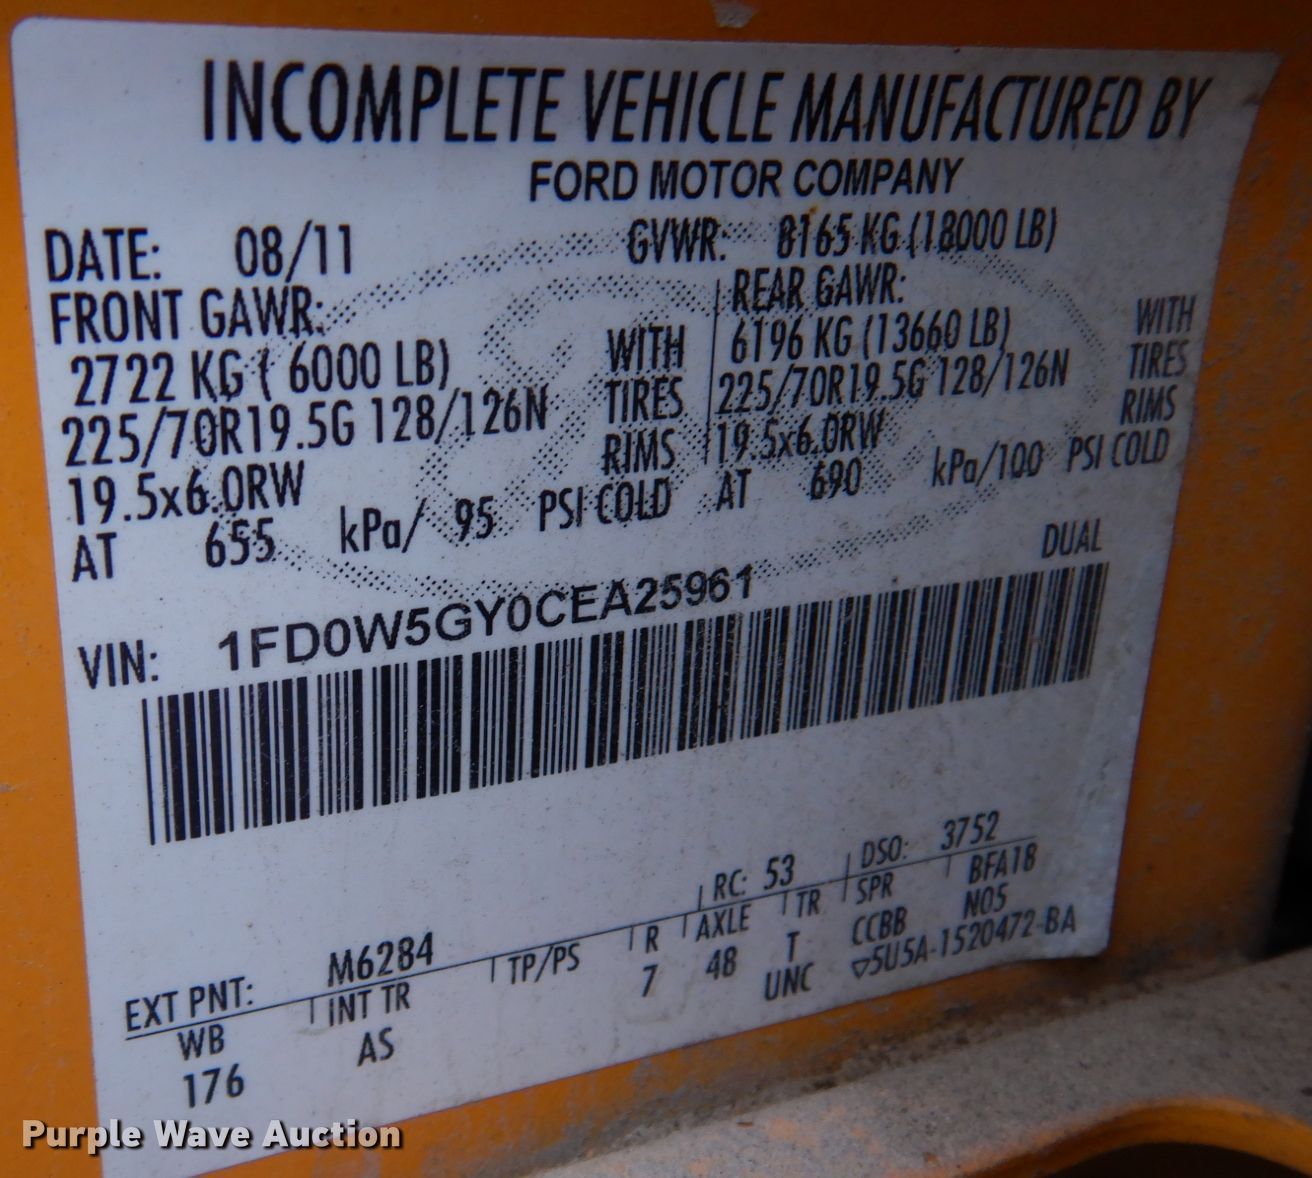 INCOMPLETE VEHICLE MANUFACTURED BY
FORD MOTOR COMPANY
DATE: 08/11 GVWR: 8165 KG (18000 LB)
FRONT GAWR: REAR GAWR:
2722 KG ( 6000 LB) WITH 6196 KG (13660 LB) WITH
225/70R19.5G 128/126N TIRES 225/70R19.5G 128/126N TIRES
19.5x6.0RW RIMS 19.5x6.0RW RIMS
AT 655 kPa/ 95 PSI COLD AT 690 kPa/100 PSI COLD
DUAL
VIN: 1FD0W5GY0CEA25961
EXT PNT: M6284 RC: 53 DSO: 3752
WB INT TR TP/PS R AXLE TR SPR BFA18
176 AS 7 48 T CCBB N05
UNC ▽5U5A-1520472-BA
Purple Wave Auction